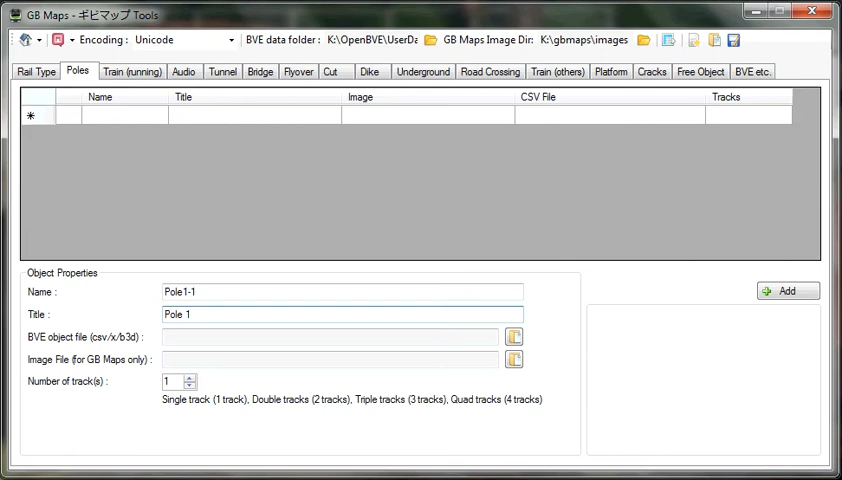 GB Maps - ギビマップ Tools
Encoding : Unicode BVE data folder : K:\OpenBVE\UserDa GB Maps Image Dir: K:\gbmaps\images
Rail Type Poles Train (running) Audio Tunnel Bridge Flyover Cut Dike Underground Road Crossing Train (others) Platform Cracks Free Object BVE etc.
Name Title Image CSV File Tracks
Object Properties
Name : Pole1-1
Add
Title : Pole 1
BVE object file (csv/x/b3d) :
Image File (for GB Maps only) :
Number of track(s) : 1
Single track (1 track), Double tracks (2 tracks), Triple tracks (3 tracks), Quad tracks (4 tracks)